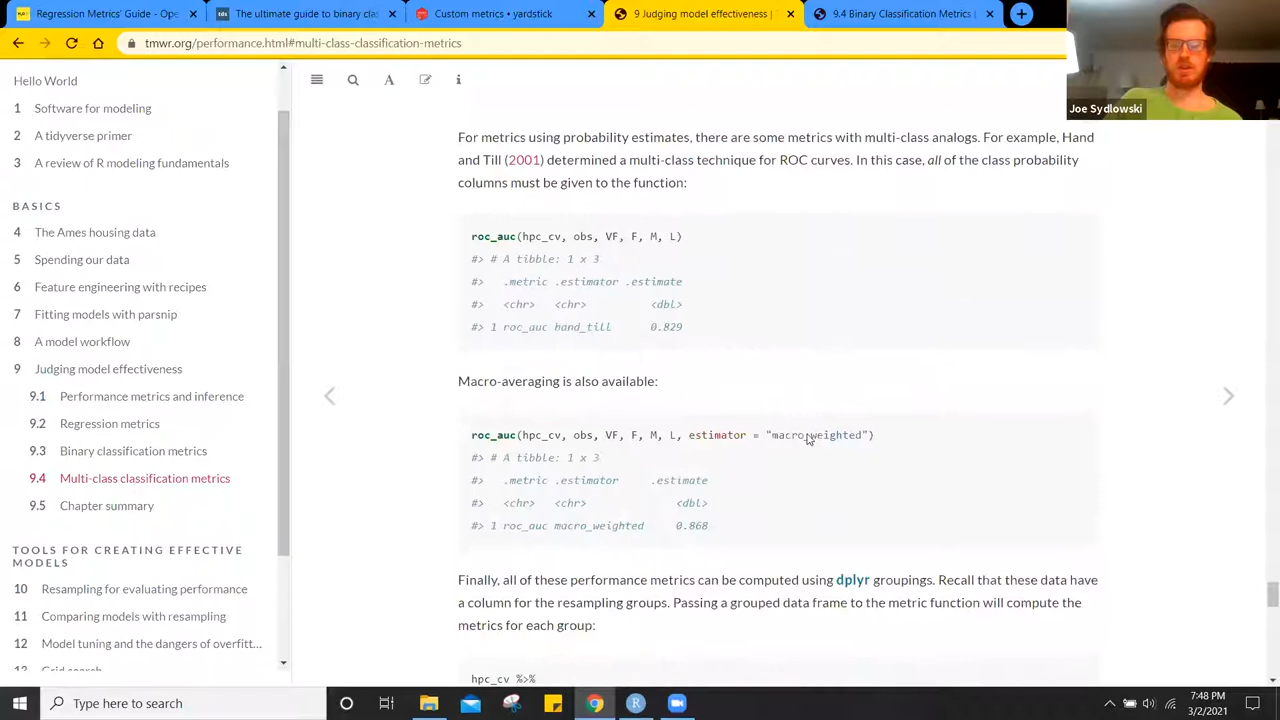 Regression Metrics' Guide - Ope
The ultimate guide to binary clas
Custom metrics • yardstick
9 Judging model effectiveness |
9.4 Binary Classification Metrics |
tmwr.org/performance.html#multi-class-classification-metrics
Joe Sydlowski
Hello World
1 Software for modeling
2 A tidyverse primer
3 A review of R modeling fundamentals
BASICS
4 The Ames housing data
5 Spending our data
6 Feature engineering with recipes
7 Fitting models with parsnip
8 A model workflow
9 Judging model effectiveness
9.1 Performance metrics and inference
9.2 Regression metrics
9.3 Binary classification metrics
9.4 Multi-class classification metrics
9.5 Chapter summary
TOOLS FOR CREATING EFFECTIVE
MODELS
10 Resampling for evaluating performance
11 Comparing models with resampling
12 Model tuning and the dangers of overfitt...
13 Grid search
For metrics using probability estimates, there are some metrics with multi-class analogs. For example, Hand
and Till (2001) determined a multi-class technique for ROC curves. In this case, all of the class probability
columns must be given to the function:
roc_auc(hpc_cv, obs, VF, F, M, L)
#> # A tibble: 1 x 3
#> .metric .estimator .estimate
#> <chr> <chr> <dbl>
#> 1 roc_auc hand_till 0.829
Macro-averaging is also available:
roc_auc(hpc_cv, obs, VF, F, M, L, estimator = "macro_weighted")
#> # A tibble: 1 x 3
#> .metric .estimator .estimate
#> <chr> <chr> <dbl>
#> 1 roc_auc macro_weighted 0.868
Finally, all of these performance metrics can be computed using dplyr groupings. Recall that these data have
a column for the resampling groups. Passing a grouped data frame to the metric function will compute the
metrics for each group:
hpc_cv %>%
Type here to search
7:48 PM
3/2/2021